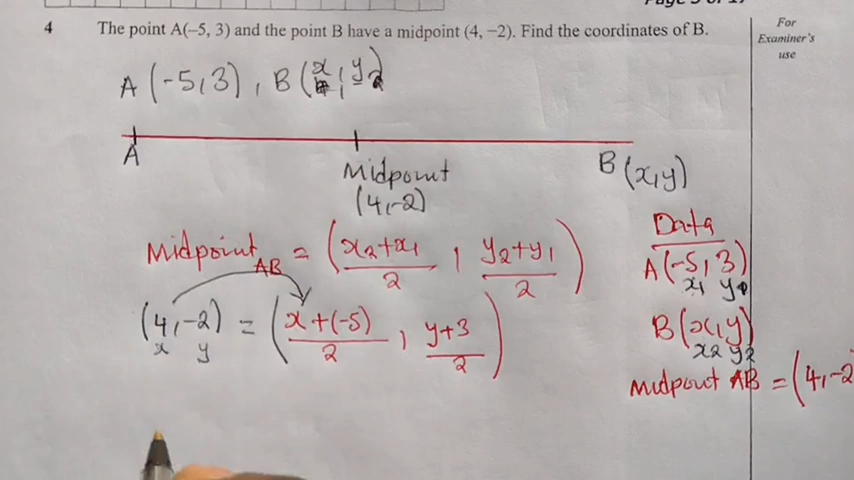 4 The point A(–5, 3) and the point B have a midpoint (4, –2). Find the coordinates of B.
For
Examiner's
use
A (-5, 3), B(x, y)
A
Midpoint
(4, -2)
B (x, y)
Midpoint AB = (x2+x1/2, y2+y1/2)
(4, -2) = (x+(-5)/2, y+3/2)
x y
Data
A(-5, 3)
x1 y1
B(x, y)
x2 y2
Midpoint AB = (4, -2